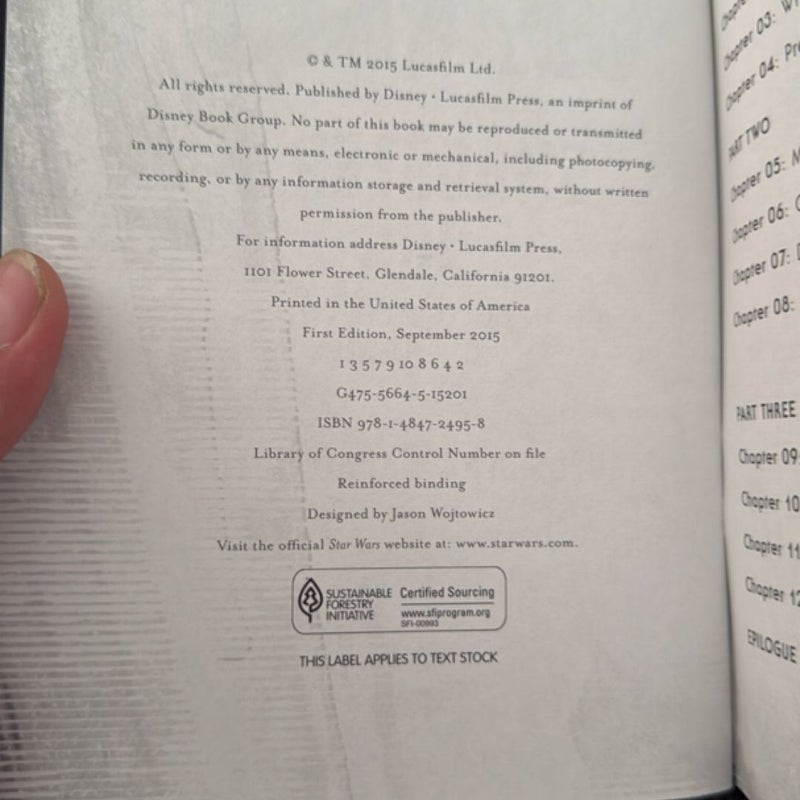 © & TM 2015 Lucasfilm Ltd.
All rights reserved. Published by Disney • Lucasfilm Press, an imprint of
Disney Book Group. No part of this book may be reproduced or transmitted
in any form or by any means, electronic or mechanical, including photocopying,
recording, or by any information storage and retrieval system, without written
permission from the publisher.
For information address Disney • Lucasfilm Press,
1101 Flower Street, Glendale, California 91201.
Printed in the United States of America
First Edition, September 2015
1 3 5 7 9 10 8 6 4 2
G475-5664-5-15201
ISBN 978-1-4847-2495-8
Library of Congress Control Number on file
Reinforced binding
Designed by Jason Wojtowicz
Visit the official Star Wars website at: www.starwars.com.
SUSTAINABLE
FORESTRY
INITIATIVE
Certified Sourcing
www.sfiprogram.org
SFI-00993
THIS LABEL APPLIES TO TEXT STOCK
Chapter 03:
Chapter 04:
PART TWO
Chapter 05:
Chapter 06:
Chapter 07:
Chapter 08:
PART THREE
Chapter 09
Chapter 10
Chapter 11
Chapter 12
EPILOGUE